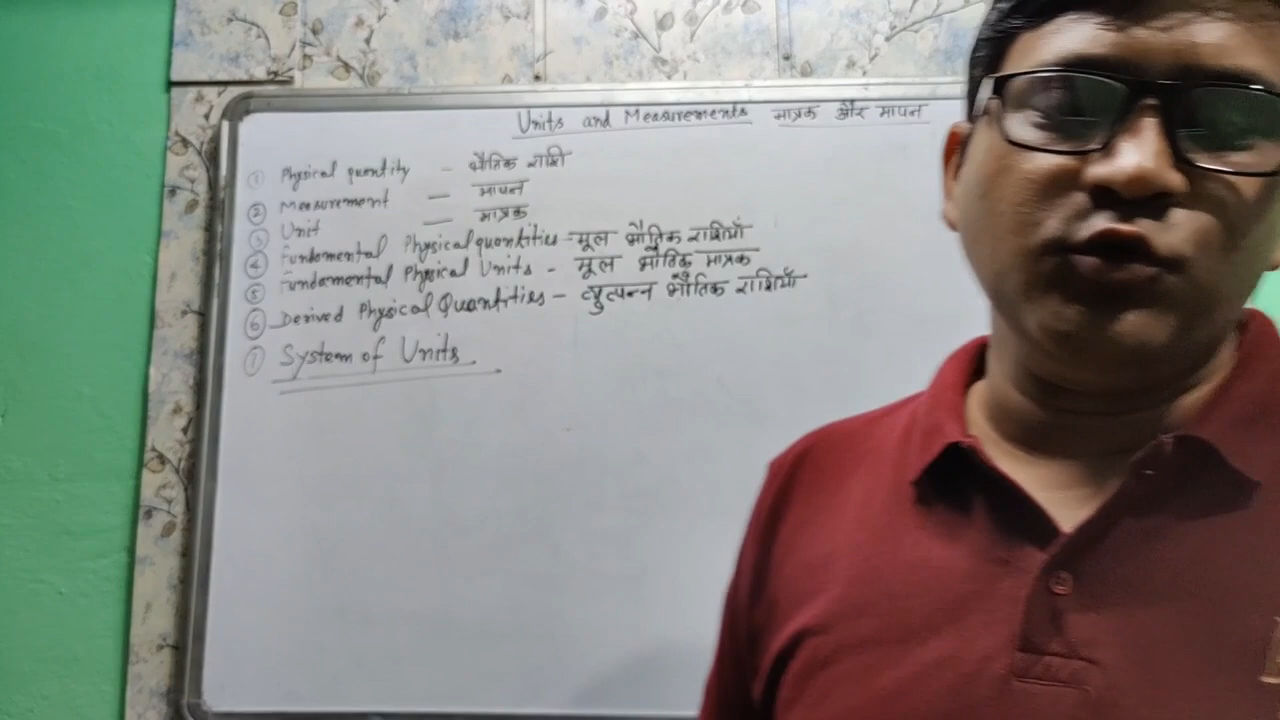 Units and Measurements मात्रक और मापन
① Physical quantity - भौतिक राशि
② Measurement - मापन
③ Unit - मात्रक
④ Fundomental Physical quantities - मूल भौतिक राशियाँ
⑤ Fundamental Physical Units - मूल भौतिक मात्रक
⑥ Derived Physical Quantities - व्युत्पन्न भौतिक राशियाँ
⑦ System of Units